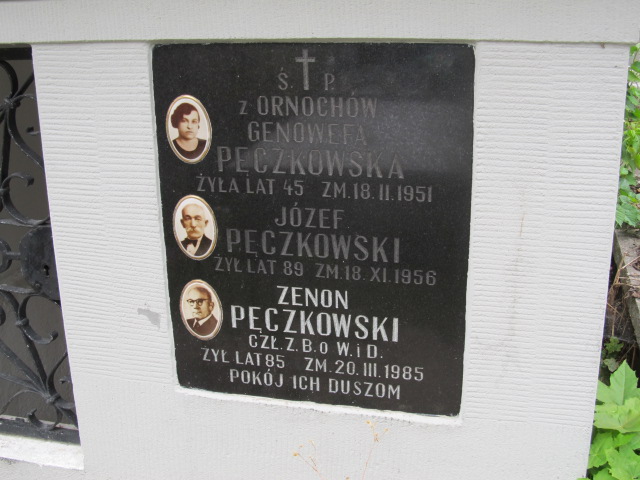 Ś. P.
z ORNOCHÓW
GENOWEFA
PĘCZKOWSKA
ŻYŁA LAT 45 ZM. 18. II. 1951
JÓZEF
PĘCZKOWSKI
ŻYŁ LAT 89 ZM. 18. XI. 1956
ZENON
PĘCZKOWSKI
CZŁ. Z. B. o W. i D.
ŻYŁ LAT 85 ZM. 20. III. 1985
POKÓJ ICH DUSZOM